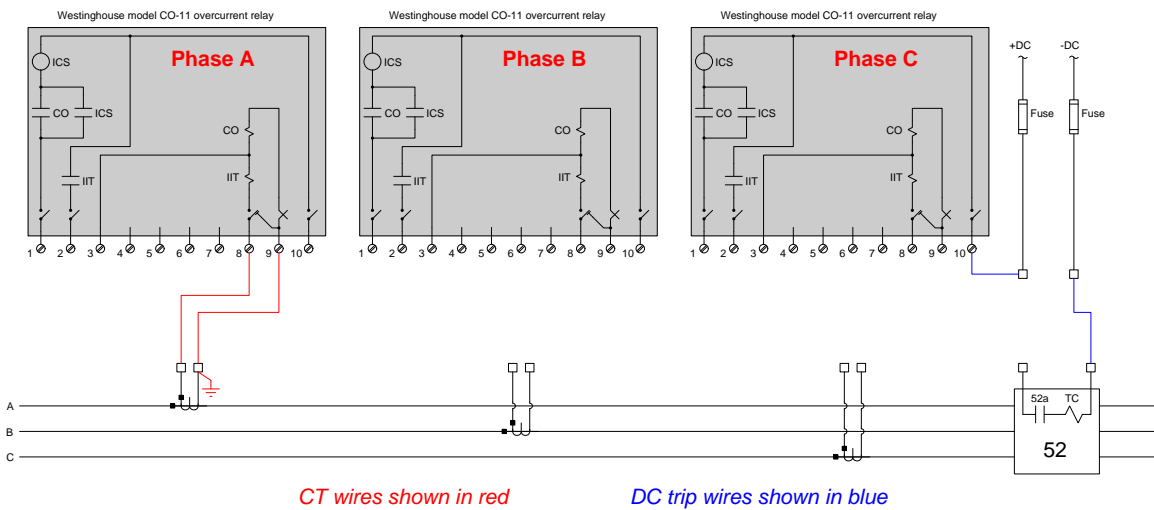 Westinghouse model CO-11 overcurrent relay
Westinghouse model CO-11 overcurrent relay
Westinghouse model CO-11 overcurrent relay
Phase A
ICS
CO
ICS
IIT
CO
IIT
1 2 3 4 5 6 7 8 9 10
Phase B
ICS
CO
ICS
IIT
CO
IIT
1 2 3 4 5 6 7 8 9 10
Phase C
ICS
CO
ICS
IIT
CO
IIT
1 2 3 4 5 6 7 8 9 10
+DC
-DC
Fuse
Fuse
A
B
C
52a
TC
52
CT wires shown in red
DC trip wires shown in blue